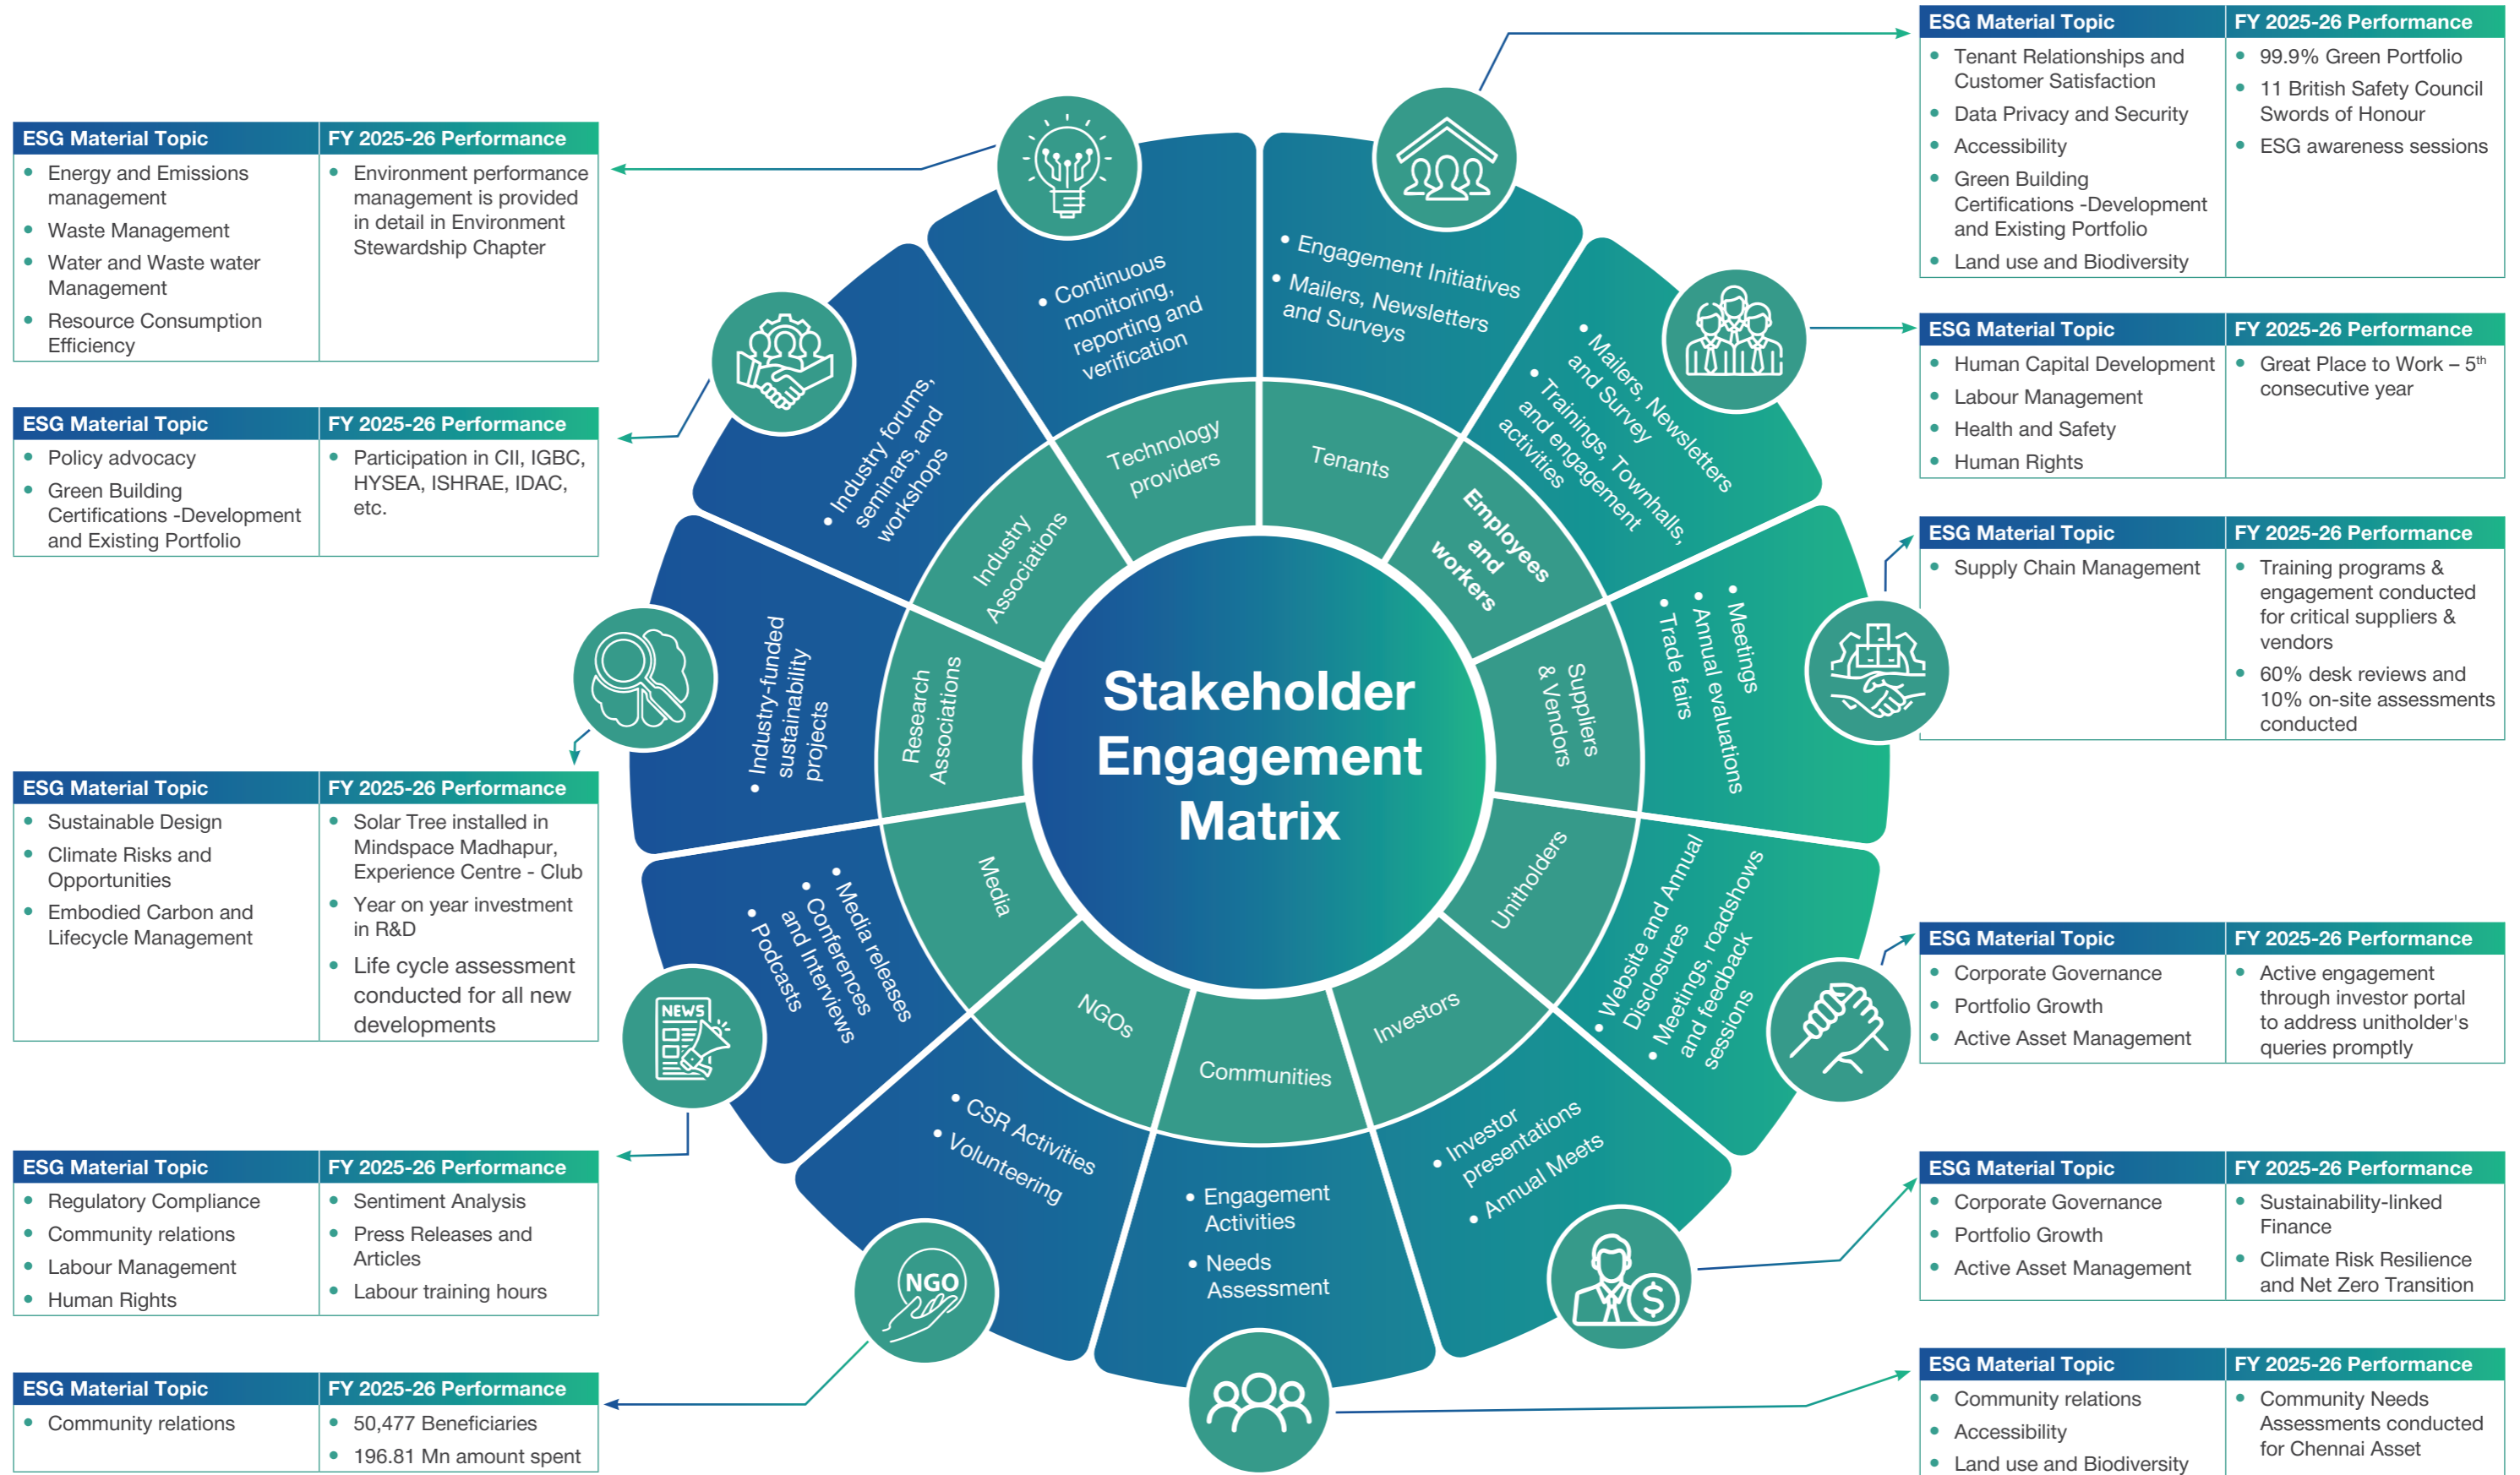 Stakeholder
Engagement
Matrix
Technology
providers
• Continuous
monitoring,
reporting and
verification
ESG Material Topic
FY 2025-26 Performance
• Energy and Emissions
management
• Waste Management
• Water and Waste water
Management
• Resource Consumption
Efficiency
• Environment performance
management is provided
in detail in Environment
Stewardship Chapter
Tenants
• Engagement Initiatives
• Mailers, Newsletters
and Surveys
ESG Material Topic
FY 2025-26 Performance
• Tenant Relationships and
Customer Satisfaction
• Data Privacy and Security
• Accessibility
• Green Building
Certifications -Development
and Existing Portfolio
• Land use and Biodiversity
• 99.9% Green Portfolio
• 11 British Safety Council
Swords of Honour
• ESG awareness sessions
Employees
and
workers
• Mailers, Newsletters
and Survey
• Trainings, Townhalls,
and engagement
activities
ESG Material Topic
FY 2025-26 Performance
• Human Capital Development
• Labour Management
• Health and Safety
• Human Rights
• Great Place to Work – 5th
consecutive year
Suppliers
& Vendors
• Meetings
• Annual evaluations
• Trade fairs
ESG Material Topic
FY 2025-26 Performance
• Supply Chain Management
• Training programs &
engagement conducted
for critical suppliers &
vendors
• 60% desk reviews and
10% on-site assessments
conducted
Unitholders
• Website and Annual
Disclosures
• Meetings, roadshows
and feedback
sessions
ESG Material Topic
FY 2025-26 Performance
• Corporate Governance
• Portfolio Growth
• Active Asset Management
• Active engagement
through investor portal
to address unitholder's
queries promptly
Investors
• Investor
presentations
• Annual Meets
ESG Material Topic
FY 2025-26 Performance
• Corporate Governance
• Portfolio Growth
• Active Asset Management
• Sustainability-linked
Finance
• Climate Risk Resilience
and Net Zero Transition
Communities
• Engagement
Activities
• Needs
Assessment
ESG Material Topic
FY 2025-26 Performance
• Community relations
• Accessibility
• Land use and Biodiversity
• Community Needs
Assessments conducted
for Chennai Asset
NGOs
• CSR Activities
• Volunteering
NGO
ESG Material Topic
FY 2025-26 Performance
• Community relations
• 50,477 Beneficiaries
• 196.81 Mn amount spent
Media
• Media releases
• Conferences
and Interviews
• Podcasts
NEWS
ESG Material Topic
FY 2025-26 Performance
• Regulatory Compliance
• Community relations
• Labour Management
• Human Rights
• Sentiment Analysis
• Press Releases and
Articles
• Labour training hours
Research
Associations
• Industry-funded
sustainability
projects
ESG Material Topic
FY 2025-26 Performance
• Sustainable Design
• Climate Risks and
Opportunities
• Embodied Carbon and
Lifecycle Management
• Solar Tree installed in
Mindspace Madhapur,
Experience Centre - Club
• Year on year investment
in R&D
• Life cycle assessment
conducted for all new
developments
Industry
Associations
• Industry forums,
seminars, and
workshops
ESG Material Topic
FY 2025-26 Performance
• Policy advocacy
• Green Building
Certifications -Development
and Existing Portfolio
• Participation in CII, IGBC,
HYSEA, ISHRAE, IDAC,
etc.